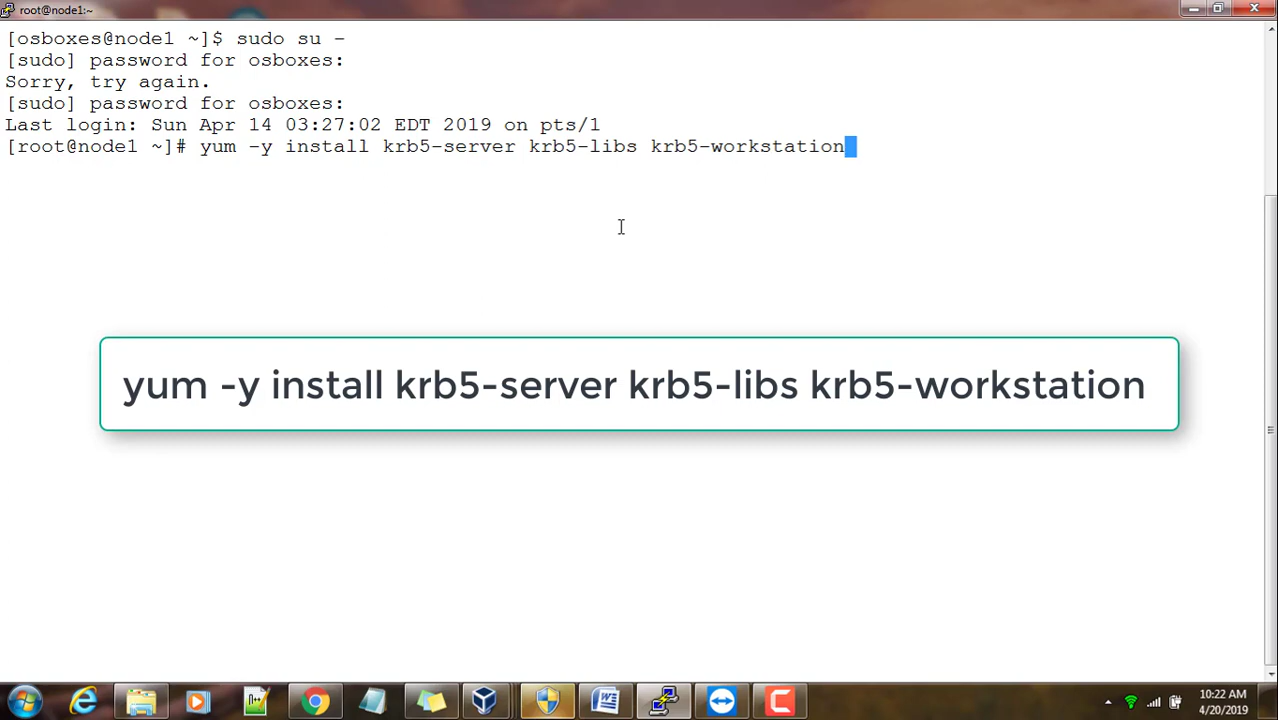 root@node1:~
[osboxes@node1 ~]$ sudo su -
[sudo] password for osboxes:
Sorry, try again.
[sudo] password for osboxes:
Last login: Sun Apr 14 03:27:02 EDT 2019 on pts/1
[root@node1 ~]# yum -y install krb5-server krb5-libs krb5-workstation
yum -y install krb5-server krb5-libs krb5-workstation
10:22 AM
4/20/2019